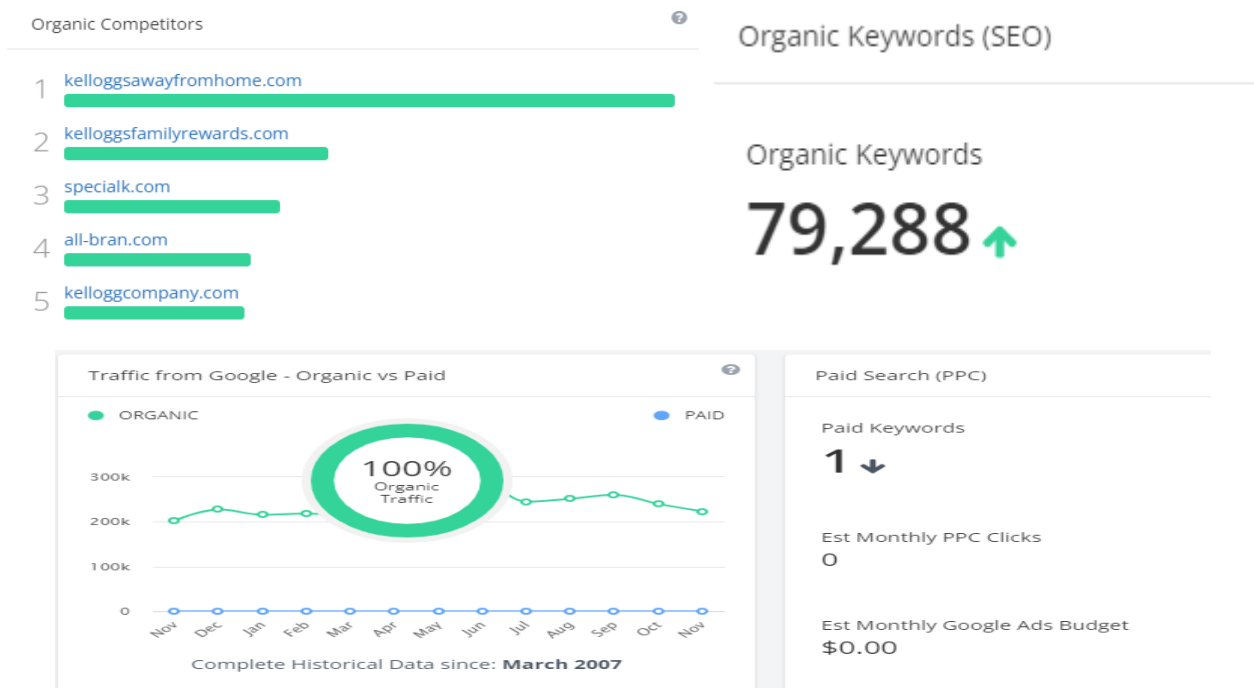 Organic Competitors
1 kelloggsawayfromhome.com
2 kelloggsfamilyrewards.com
3 specialk.com
4 all-bran.com
5 kelloggcompany.com
Organic Keywords (SEO)
Organic Keywords
79,288
Traffic from Google - Organic vs Paid
ORGANIC PAID
100%
Organic
Traffic
300k
200k
100k
0
Nov Dec Jan Feb Mar Apr May Jun Jul Aug Sep Oct Nov
Complete Historical Data since: March 2007
Paid Search (PPC)
Paid Keywords
1
Est Monthly PPC Clicks
0
Est Monthly Google Ads Budget
$0.00